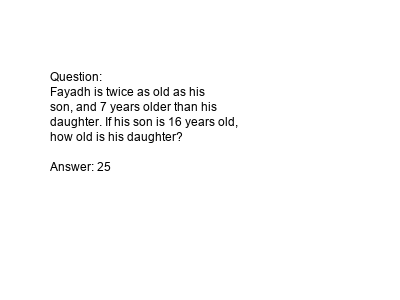 Question:
Fayadh is twice as old as his
son, and 7 years older than his
daughter. If his son is 16 years old,
how old is his daughter?
Answer: 25